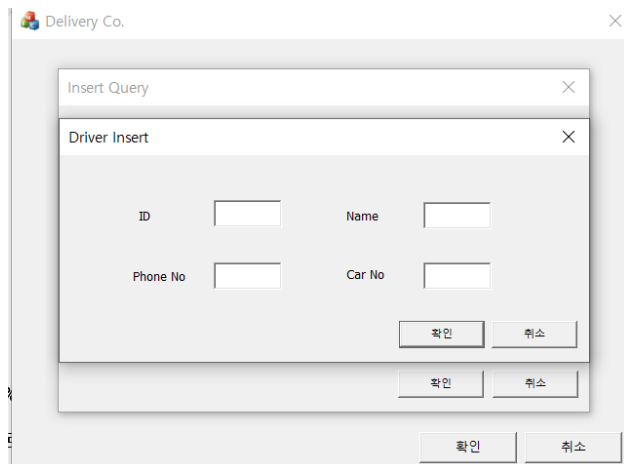 Delivery Co.
Insert Query
Driver Insert
ID
Name
Phone No
Car No
확인 취소
확인 취소
확인 취소